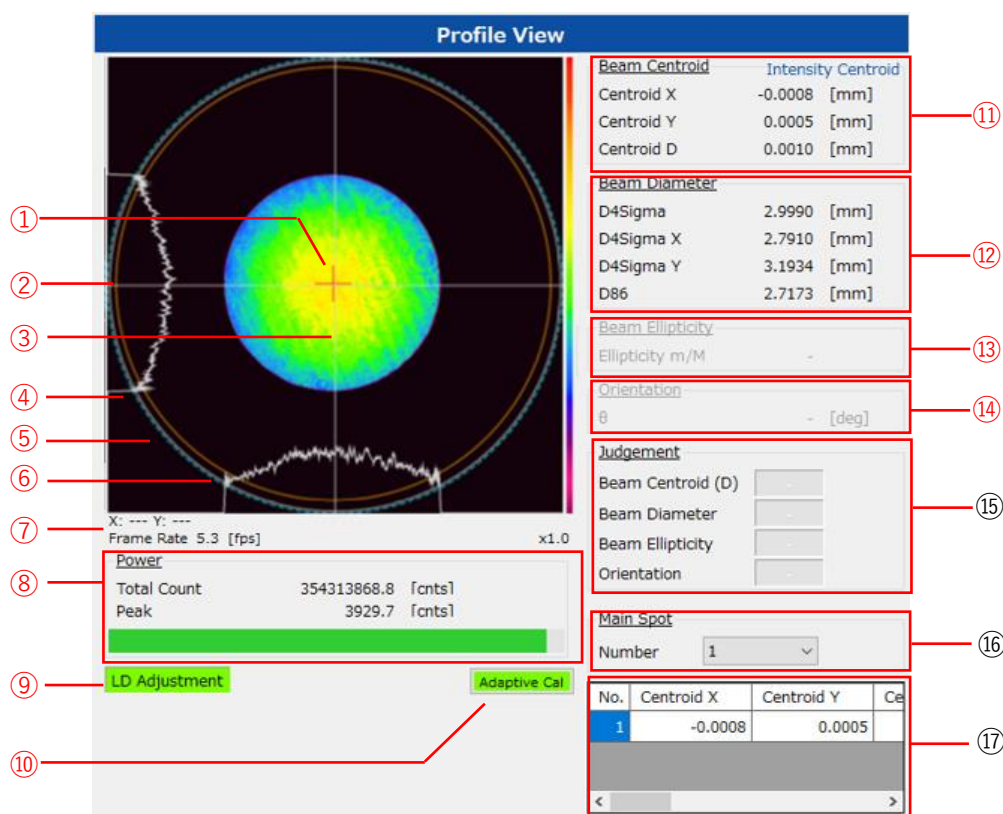 Profile View
①
②
③
④
⑤
⑥
⑦
⑧
⑨
⑩
X: --- Y: ---
Frame Rate 5.3 [fps] x1.0
Power
Total Count 354313868.8 [cnts]
Peak 3929.7 [cnts]
LD Adjustment
Adaptive Cal
Beam Centroid Intensity Centroid
Centroid X -0.0008 [mm]
Centroid Y 0.0005 [mm]
Centroid D 0.0010 [mm]
⑪
Beam Diameter
D4Sigma 2.9990 [mm]
D4Sigma X 2.7910 [mm]
D4Sigma Y 3.1934 [mm]
D86 2.7173 [mm]
⑫
Beam Ellipticity
Ellipticity m/M -
⑬
Orientation
θ - [deg]
⑭
Judgement
Beam Centroid (D) -
Beam Diameter -
Beam Ellipticity -
Orientation -
⑮
Main Spot
Number 1
⑯
No. Centroid X Centroid Y Ce
1 -0.0008 0.0005
⑰